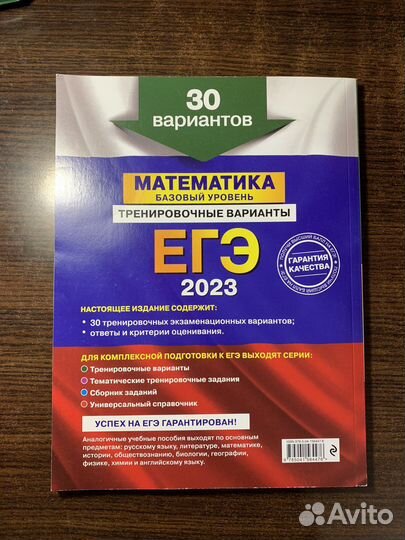 30
вариантов
МАТЕМАТИКА
БАЗОВЫЙ УРОВЕНЬ
ТРЕНИРОВОЧНЫЕ ВАРИАНТЫ
ЕГЭ
2023
ГАРАНТИЯ
КАЧЕСТВА
НАСТОЯЩЕЕ ИЗДАНИЕ СОДЕРЖИТ:
• 30 тренировочных экзаменационных вариантов;
• ответы и критерии оценивания.
ДЛЯ КОМПЛЕКСНОЙ ПОДГОТОВКИ К ЕГЭ ВЫХОДЯТ СЕРИИ:
Тренировочные варианты
Тематические тренировочные задания
Сборник заданий
Универсальный справочник
УСПЕХ НА ЕГЭ ГАРАНТИРОВАН!
Аналогичные учебные пособия выходят по основным
предметам: русскому языку, литературе, математике,
истории, обществознанию, биологии, географии,
физике, химии и английскому языку.
Avito